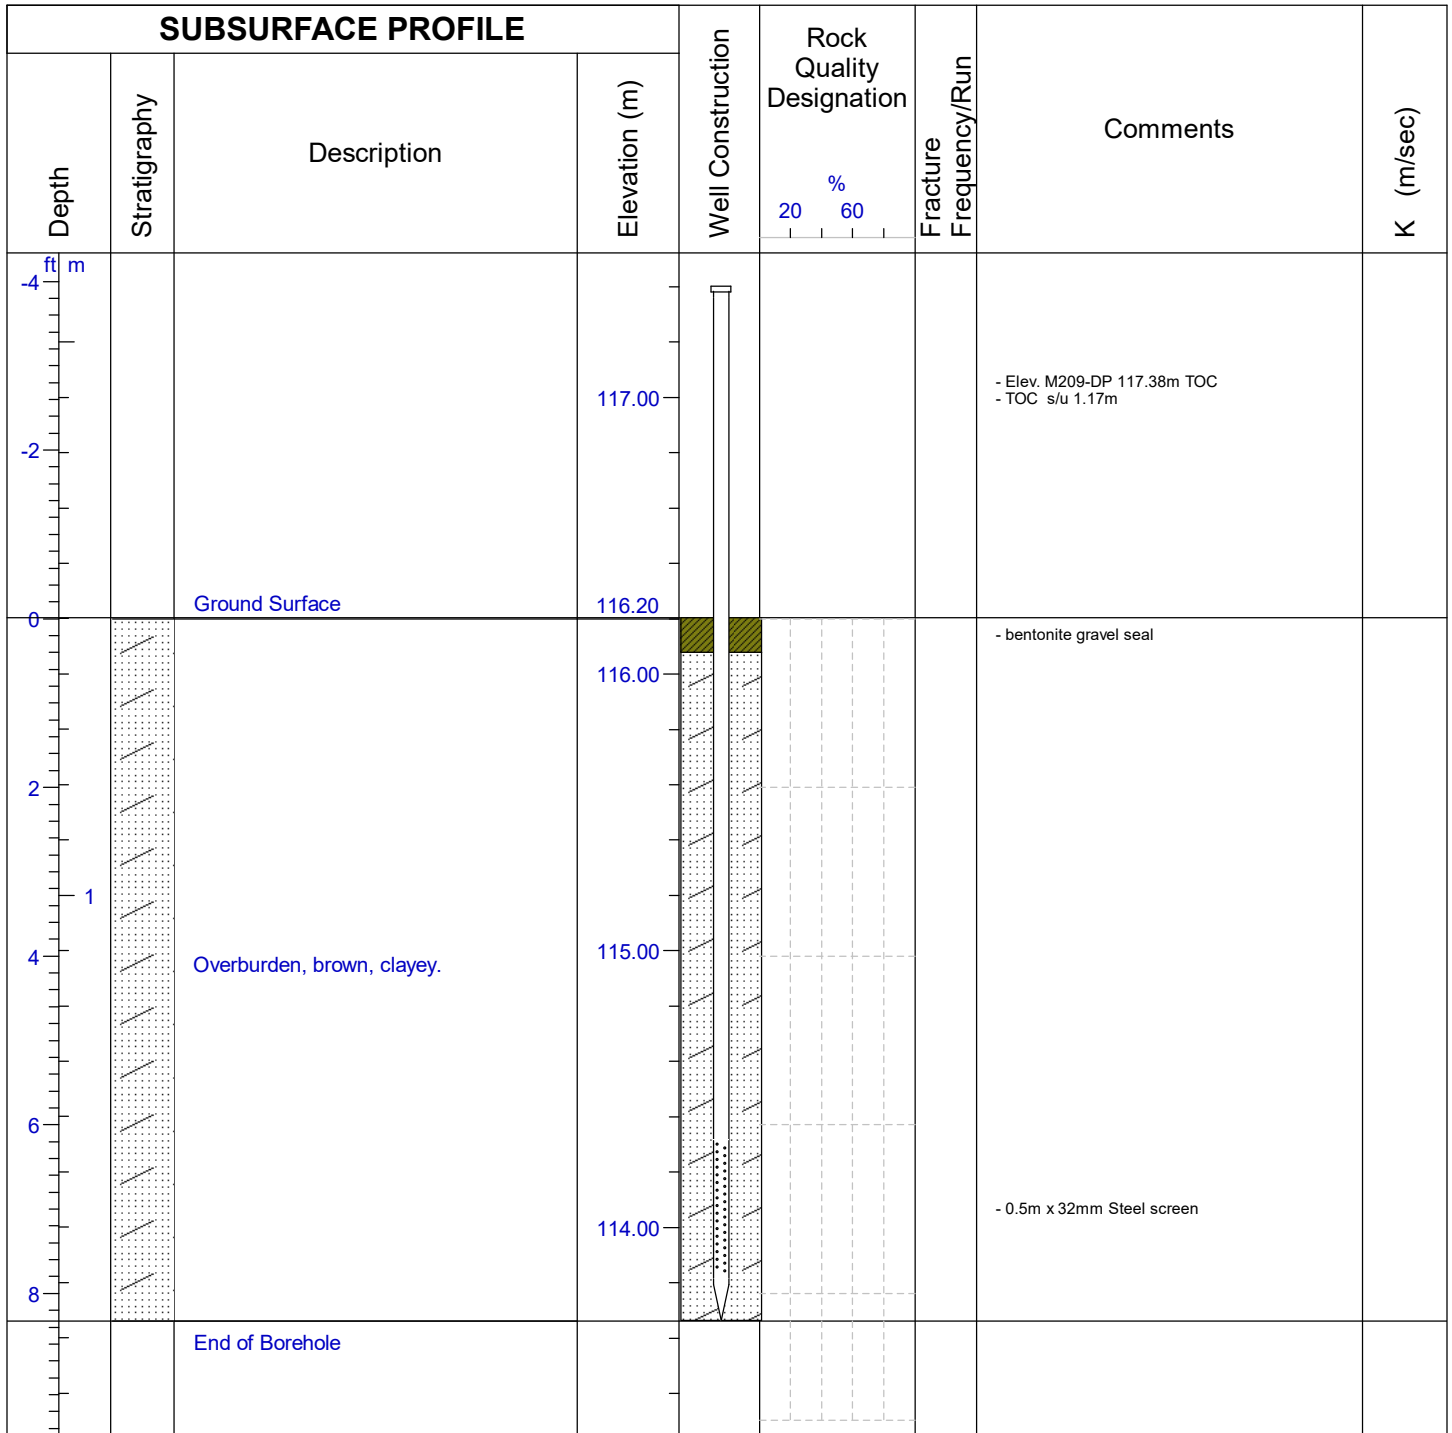 SUBSURFACE PROFILE
Depth
Stratigraphy
Description
Elevation (m)
Well Construction
Rock
Quality
Designation
%
20 60
Fracture
Frequency/Run
Comments
K (m/sec)
ft m
-4
- Elev. M209-DP 117.38m TOC
117.00
- TOC s/u 1.17m
-2
Ground Surface
116.20
0
- bentonite gravel seal
116.00
2
1
115.00
4
Overburden, brown, clayey.
6
- 0.5m x 32mm Steel screen
114.00
8
End of Borehole